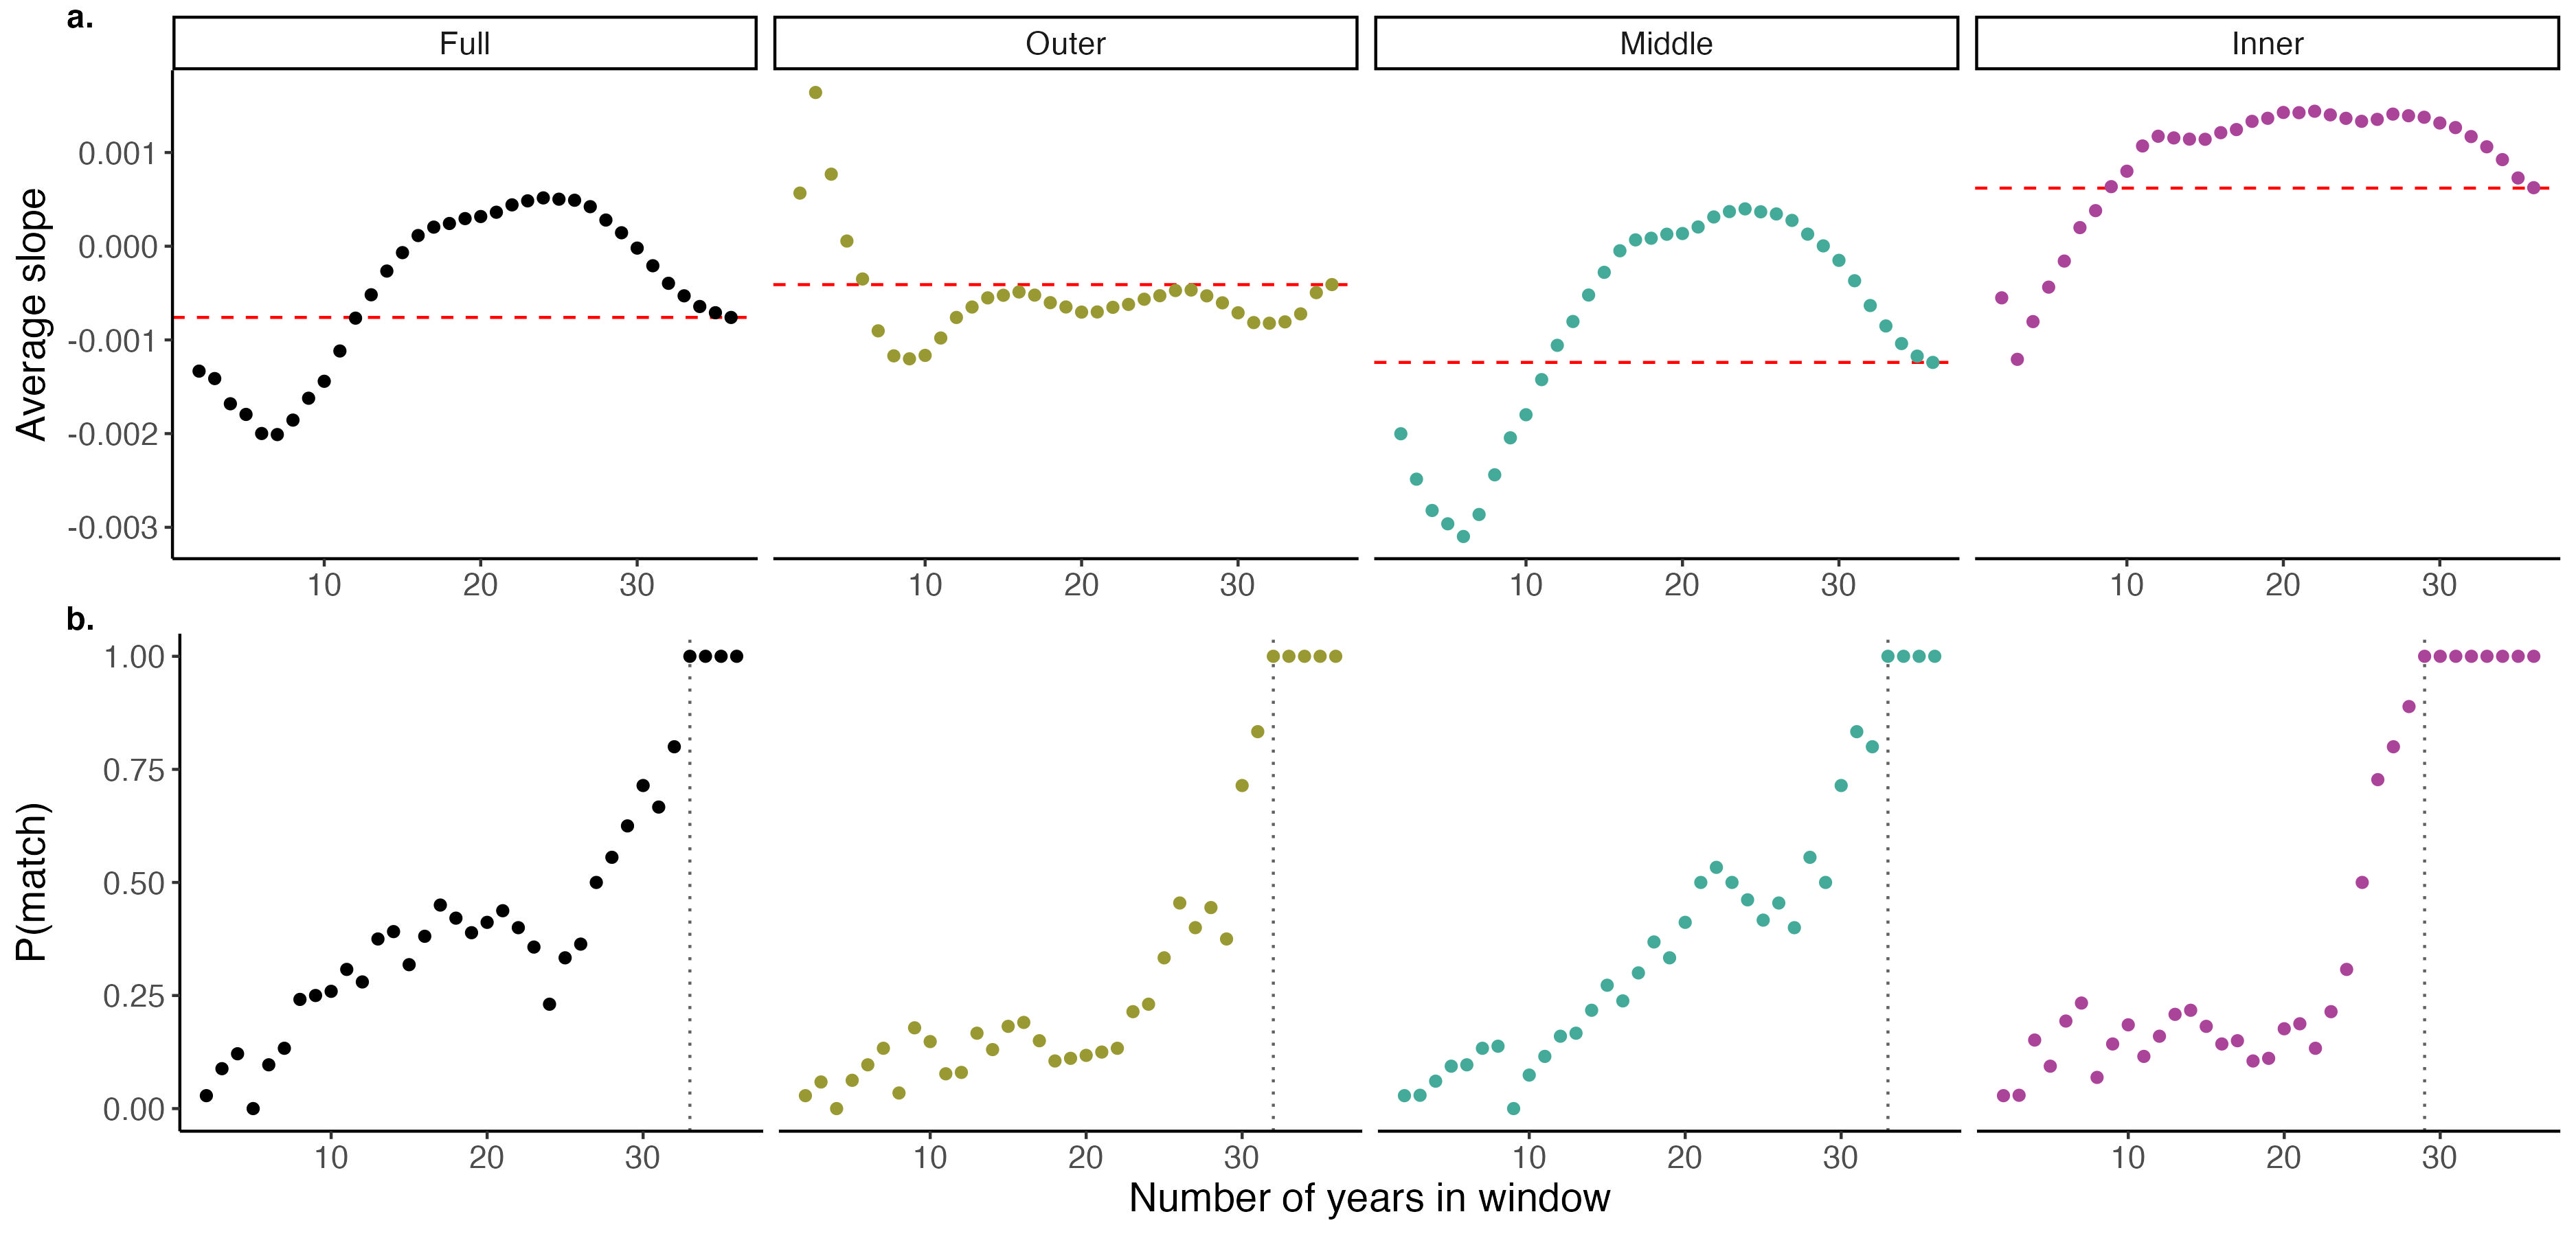 a.
Full Outer Middle Inner
0.001
0.000
-0.001
-0.002
-0.003
Average slope
10 20 30 10 20 30 10 20 30 10 20 30
b.
1.00
0.75
0.50
0.25
0.00
P(match)
10 20 30 10 20 30 10 20 30 10 20 30
Number of years in window